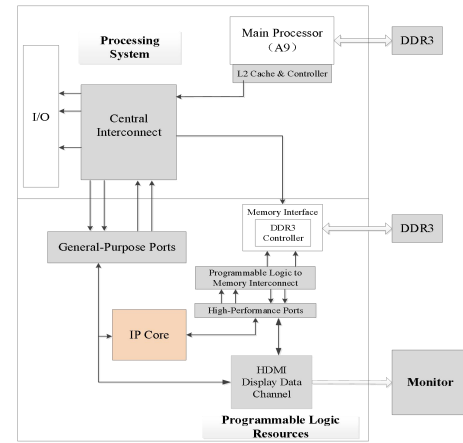 Processing
System
Main Processor
（A9）
DDR3
L2 Cache & Controller
I/O
Central
Interconnect
Memory Interface
DDR3
Controller
DDR3
General-Purpose Ports
Programmable Logic to
Memory Interconnect
High-Performance Ports
IP Core
HDMI
Display Data
Channel
Monitor
Programmable Logic
Resources